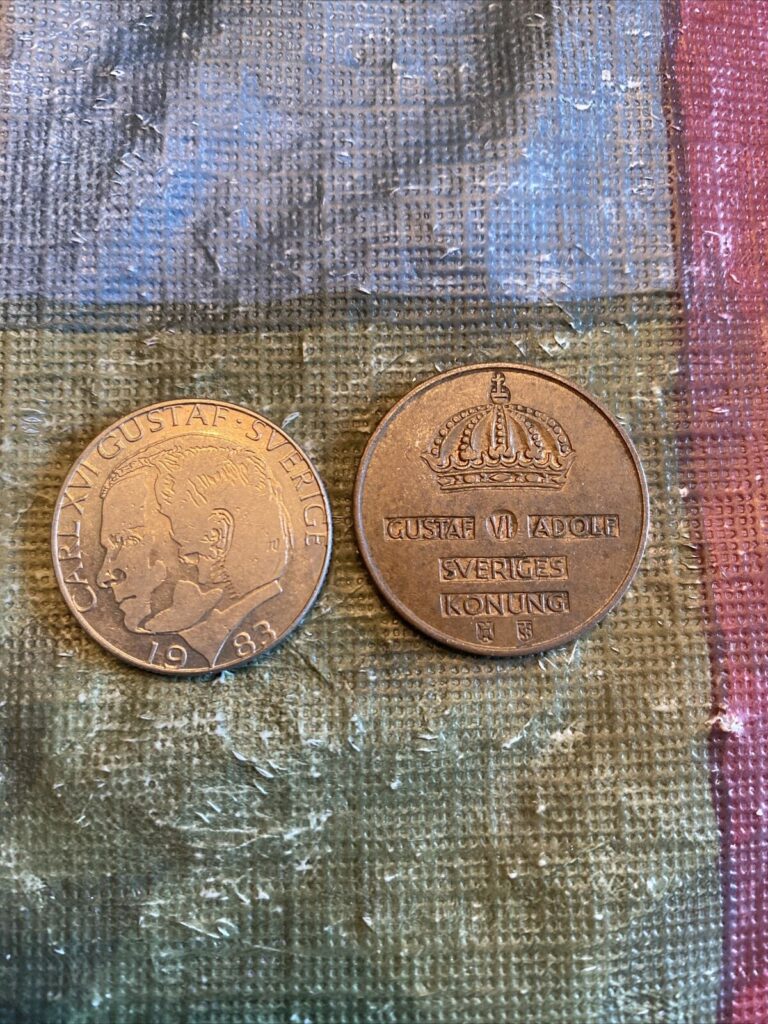 CARL XVI GUSTAF · SVERIGE
19 83
GUSTAF VI ADOLF
SVERIGES
KONUNG